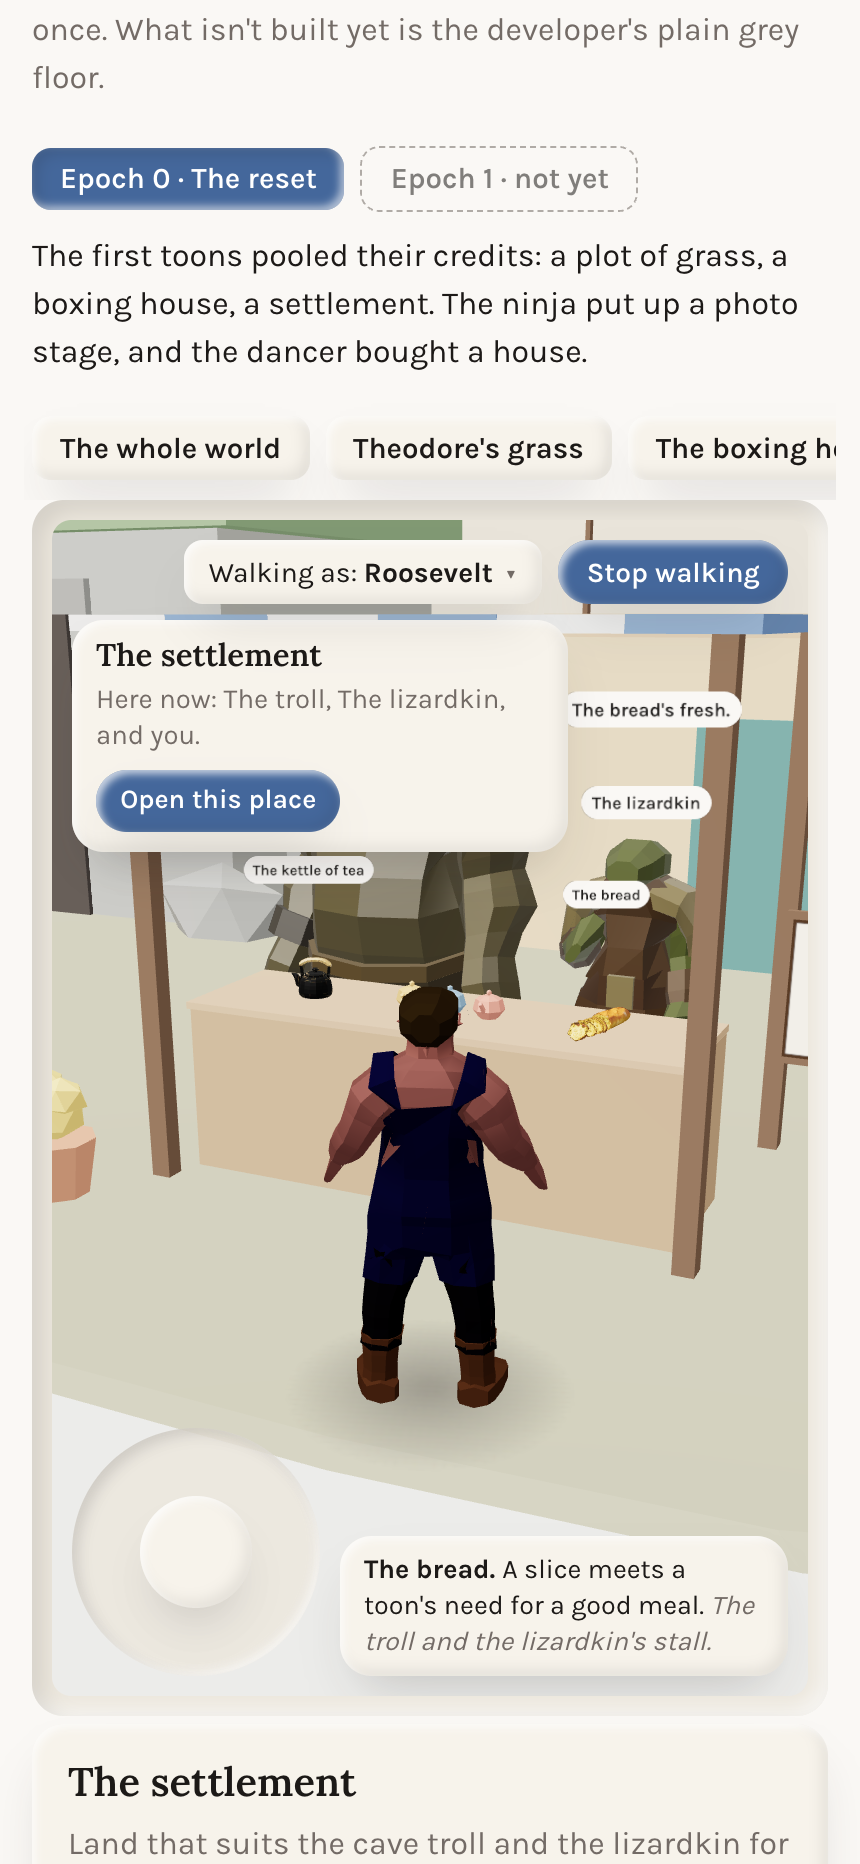 once. What isn't built yet is the developer's plain grey
floor.
Epoch 0 · The reset
Epoch 1 · not yet
The first toons pooled their credits: a plot of grass, a
boxing house, a settlement. The ninja put up a photo
stage, and the dancer bought a house.
The whole world
Theodore's grass
The boxing
Walking as: Roosevelt ▾
Stop walking
The settlement
Here now: The troll, The lizardkin,
and you.
Open this place
The bread's fresh.
The lizardkin
The kettle of tea
The bread
The bread. A slice meets a
toon's need for a good meal. The
troll and the lizardkin's stall.
The settlement
Land that suits the cave troll and the lizardkin for